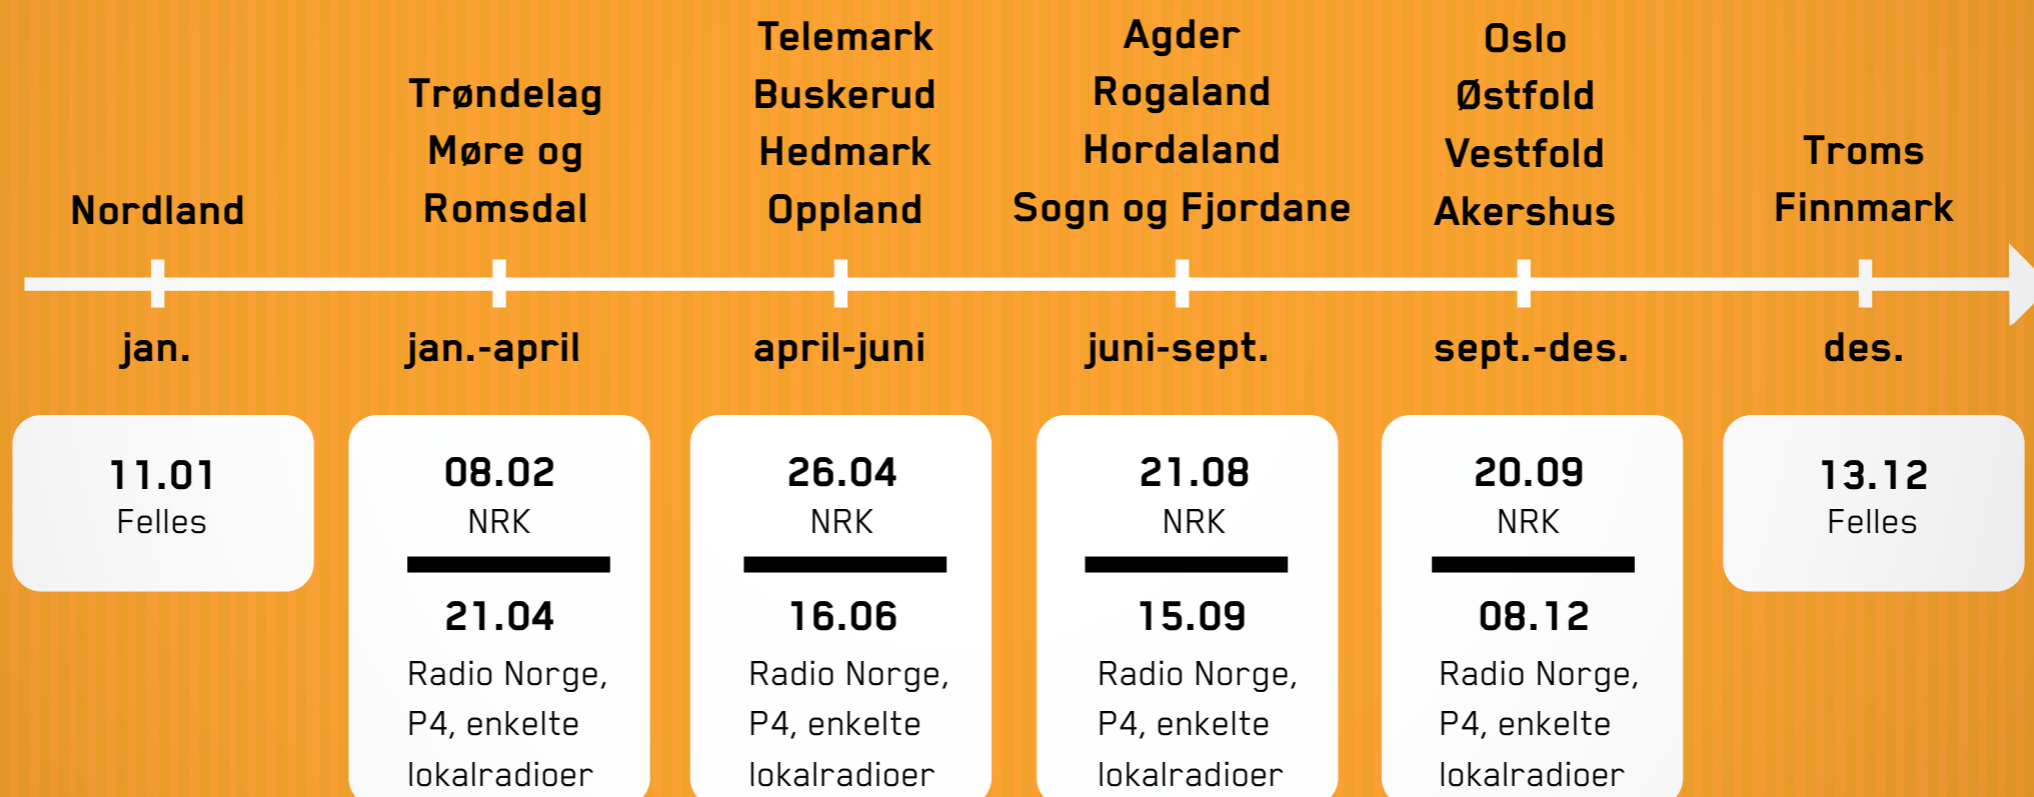 Nordland
jan.
11.01
Felles
Trøndelag
Møre og
Romsdal
jan.-april
08.02
NRK
21.04
Radio Norge,
P4, enkelte
lokalradioer
Telemark
Buskerud
Hedmark
Oppland
april-juni
26.04
NRK
16.06
Radio Norge,
P4, enkelte
lokalradioer
Agder
Rogaland
Hordaland
Sogn og Fjordane
juni-sept.
21.08
NRK
15.09
Radio Norge,
P4, enkelte
lokalradioer
Oslo
Østfold
Vestfold
Akershus
sept.-des.
20.09
NRK
08.12
Radio Norge,
P4, enkelte
lokalradioer
Troms
Finnmark
des.
13.12
Felles